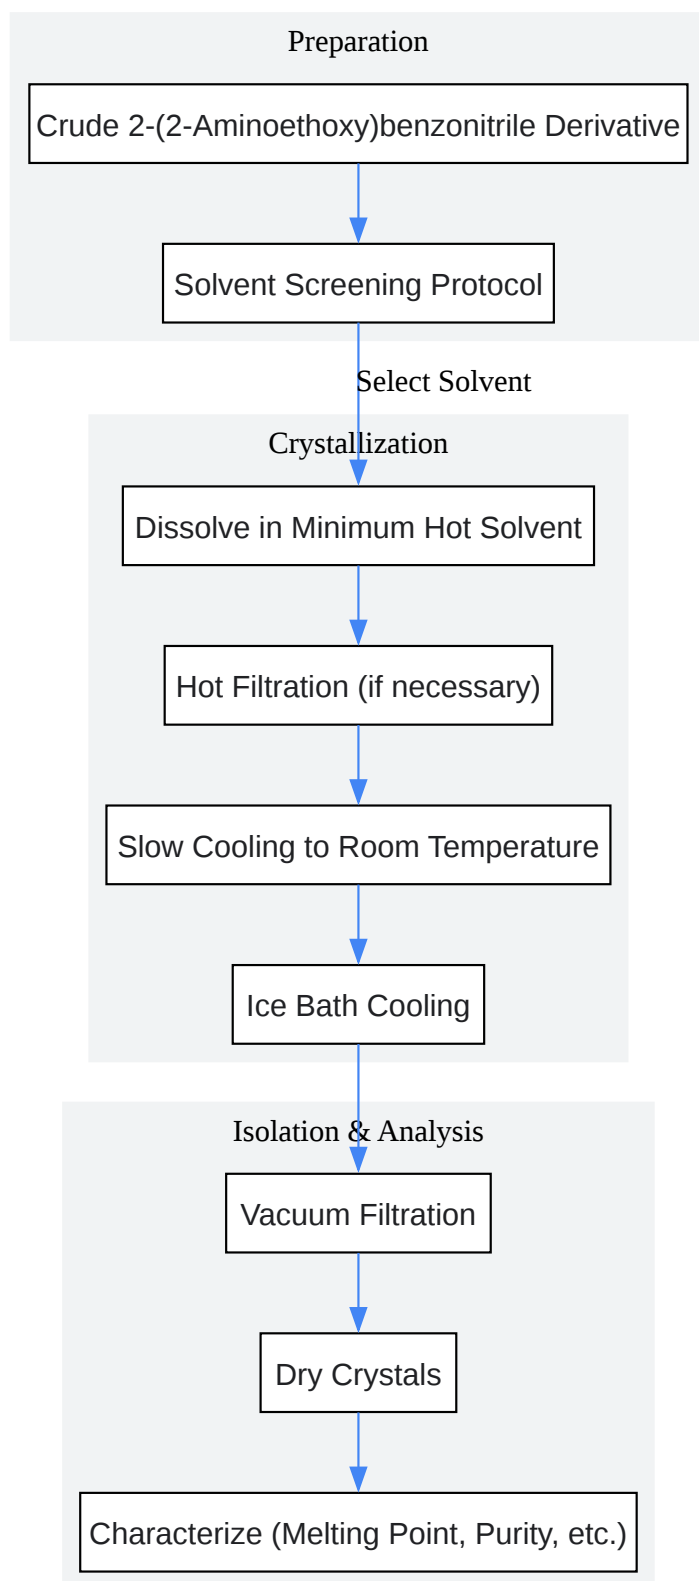 Preparation
Crude 2-(2-Aminoethoxy)benzonitrile Derivative
Solvent Screening Protocol
Select Solvent
Crystallization
Dissolve in Minimum Hot Solvent
Hot Filtration (if necessary)
Slow Cooling to Room Temperature
Ice Bath Cooling
Isolation & Analysis
Vacuum Filtration
Dry Crystals
Characterize (Melting Point, Purity, etc.)